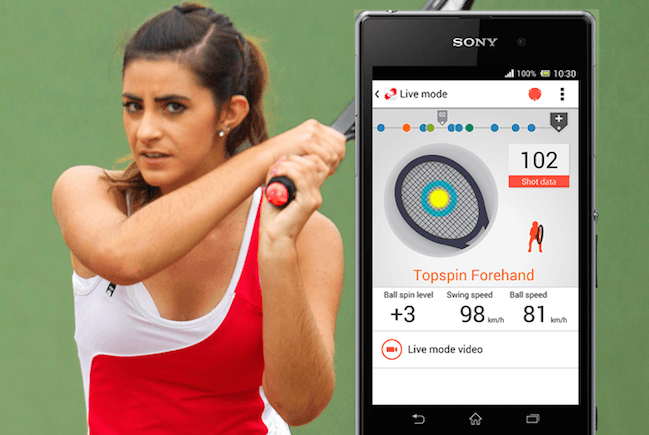 SONY
100% 10:30
Live mode
02
+
102
Shot data
Topspin Forehand
Ball spin level Swing speed Ball speed
+3 98 km/h 81 km/h
Live mode video